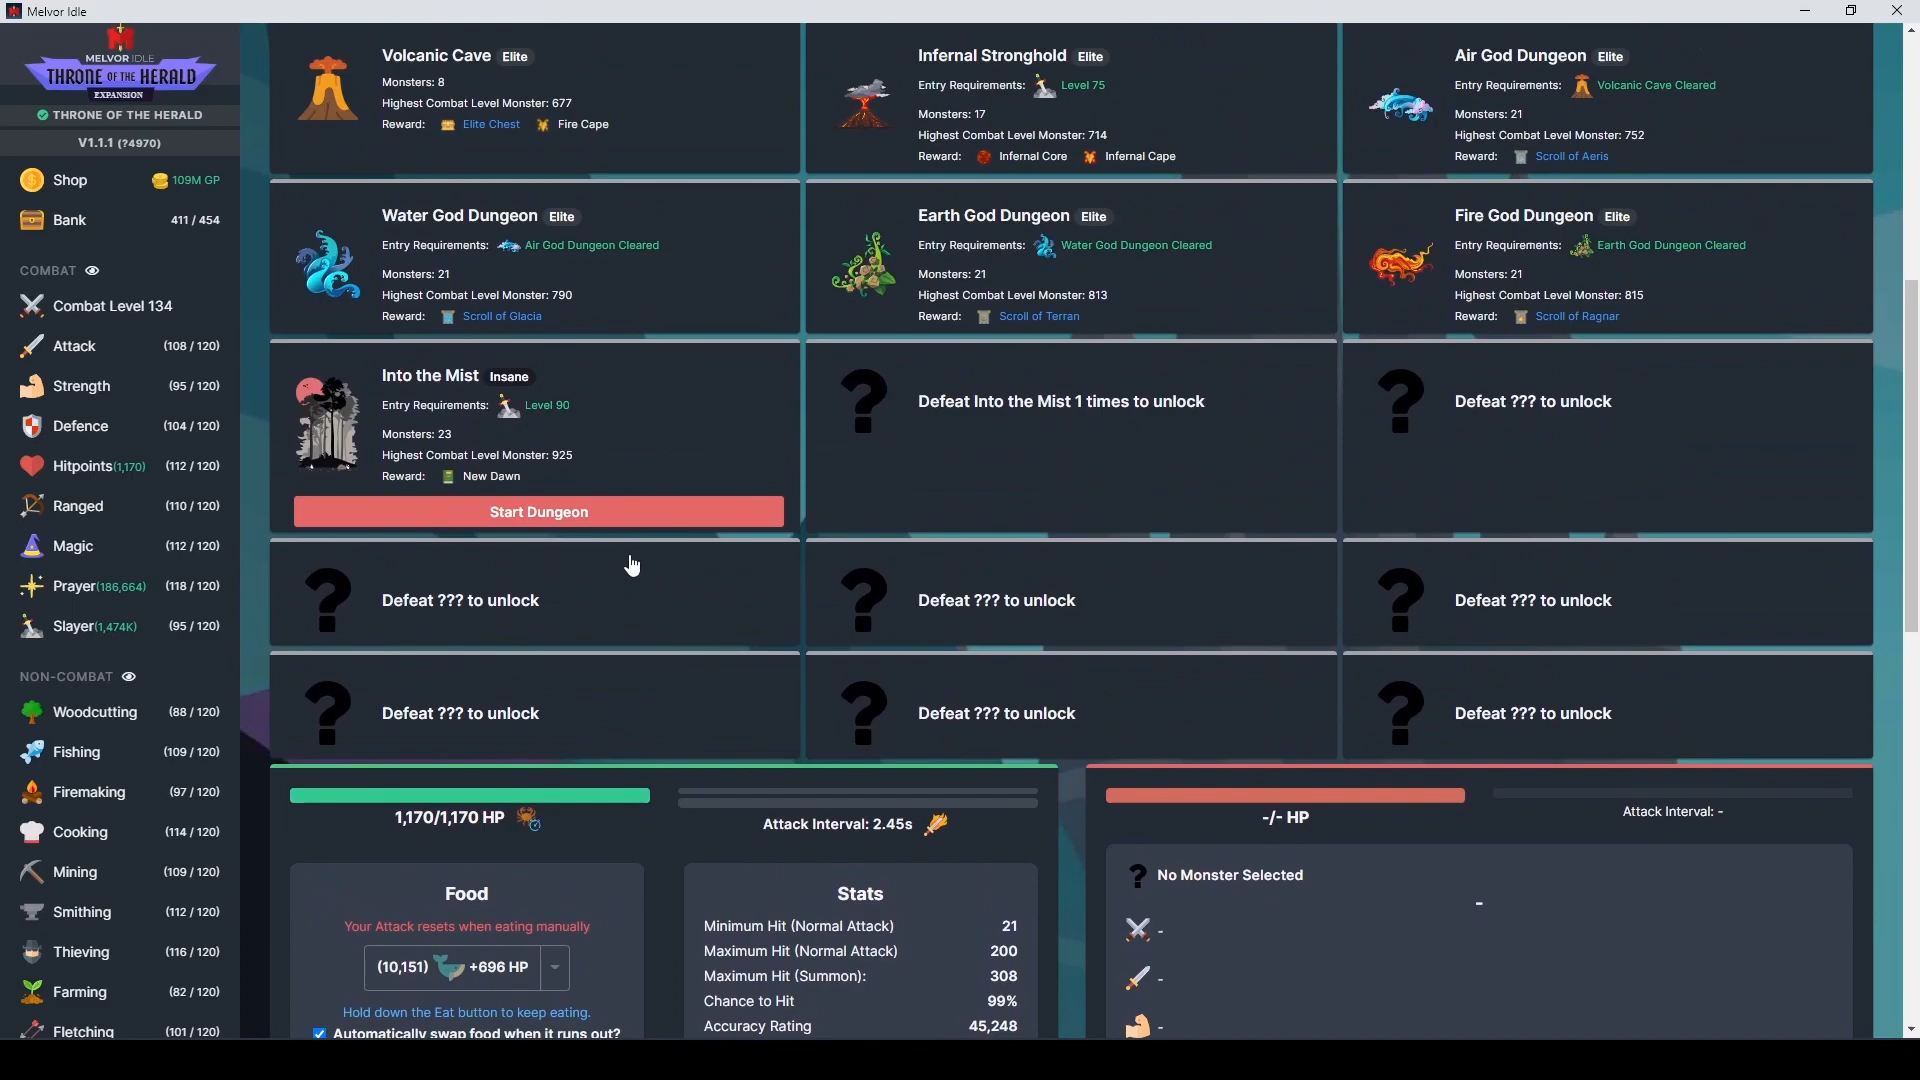 Melvor Idle
MELVOR IDLE
THRONE OF THE HERALD
EXPANSION
THRONE OF THE HERALD
V1.1.1 (?4970)
Shop 109M GP
Bank 411 / 454
COMBAT
Combat Level 134
Attack (108 / 120)
Strength (95 / 120)
Defence (104 / 120)
Hitpoints(1,170) (112 / 120)
Ranged (110 / 120)
Magic (112 / 120)
Prayer(186,664) (118 / 120)
Slayer(1,474K) (95 / 120)
NON-COMBAT
Woodcutting (88 / 120)
Fishing (109 / 120)
Firemaking (97 / 120)
Cooking (114 / 120)
Mining (109 / 120)
Smithing (112 / 120)
Thieving (116 / 120)
Farming (82 / 120)
Fletching (101 / 120)
Volcanic Cave Elite
Monsters: 8
Highest Combat Level Monster: 677
Reward: Elite Chest Fire Cape
Infernal Stronghold Elite
Entry Requirements: Level 75
Monsters: 17
Highest Combat Level Monster: 714
Reward: Infernal Core Infernal Cape
Air God Dungeon Elite
Entry Requirements: Volcanic Cave Cleared
Monsters: 21
Highest Combat Level Monster: 752
Reward: Scroll of Aeris
Water God Dungeon Elite
Entry Requirements: Air God Dungeon Cleared
Monsters: 21
Highest Combat Level Monster: 790
Reward: Scroll of Glacia
Earth God Dungeon Elite
Entry Requirements: Water God Dungeon Cleared
Monsters: 21
Highest Combat Level Monster: 813
Reward: Scroll of Terran
Fire God Dungeon Elite
Entry Requirements: Earth God Dungeon Cleared
Monsters: 21
Highest Combat Level Monster: 815
Reward: Scroll of Ragnar
Into the Mist Insane
Entry Requirements: Level 90
Monsters: 23
Highest Combat Level Monster: 925
Reward: New Dawn
Start Dungeon
? Defeat Into the Mist 1 times to unlock
? Defeat ??? to unlock
? Defeat ??? to unlock
? Defeat ??? to unlock
? Defeat ??? to unlock
? Defeat ??? to unlock
? Defeat ??? to unlock
? Defeat ??? to unlock
1,170/1,170 HP
Attack Interval: 2.45s
Food
Your Attack resets when eating manually
(10,151) +696 HP
Hold down the Eat button to keep eating.
Automatically swap food when it runs out?
Stats
Minimum Hit (Normal Attack) 21
Maximum Hit (Normal Attack) 200
Maximum Hit (Summon): 308
Chance to Hit 99%
Accuracy Rating 45,248
-/- HP
Attack Interval: -
? No Monster Selected
-
-
-
-